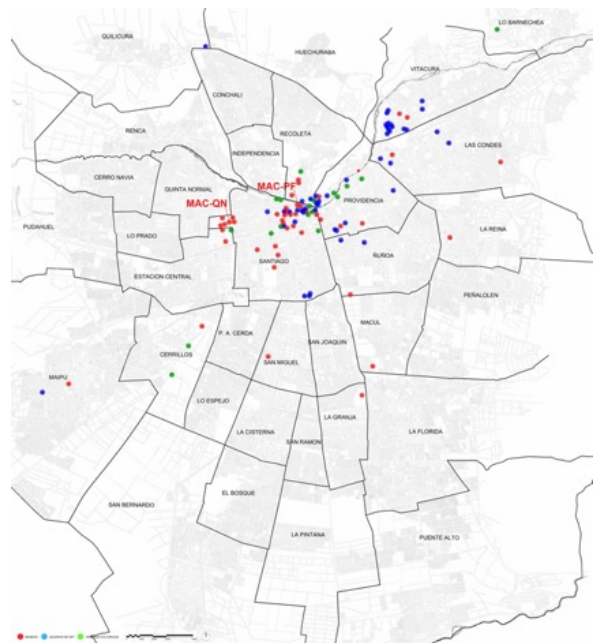 LO BARNECHEA
QUILICURA
HUECHURABA
VITACURA
CONCHALI
RENCA
RECOLETA
LAS CONDES
INDEPENDENCIA
CERRO NAVIA
QUINTA NORMAL
MAC-PF
PROVIDENCIA
MAC-QN
PUDAHUEL
LO PRADO
LA REINA
ÑUÑOA
SANTIAGO
ESTACION CENTRAL
PEÑALOLEN
MACUL
P. A. CERDA
SAN JOAQUIN
CERRILLOS
SAN MIGUEL
MAIPU
LO ESPEJO
LA GRANJA
LA CISTERNA
LA FLORIDA
SAN RAMON
EL BOSQUE
SAN BERNARDO
LA PINTANA
PUENTE ALTO